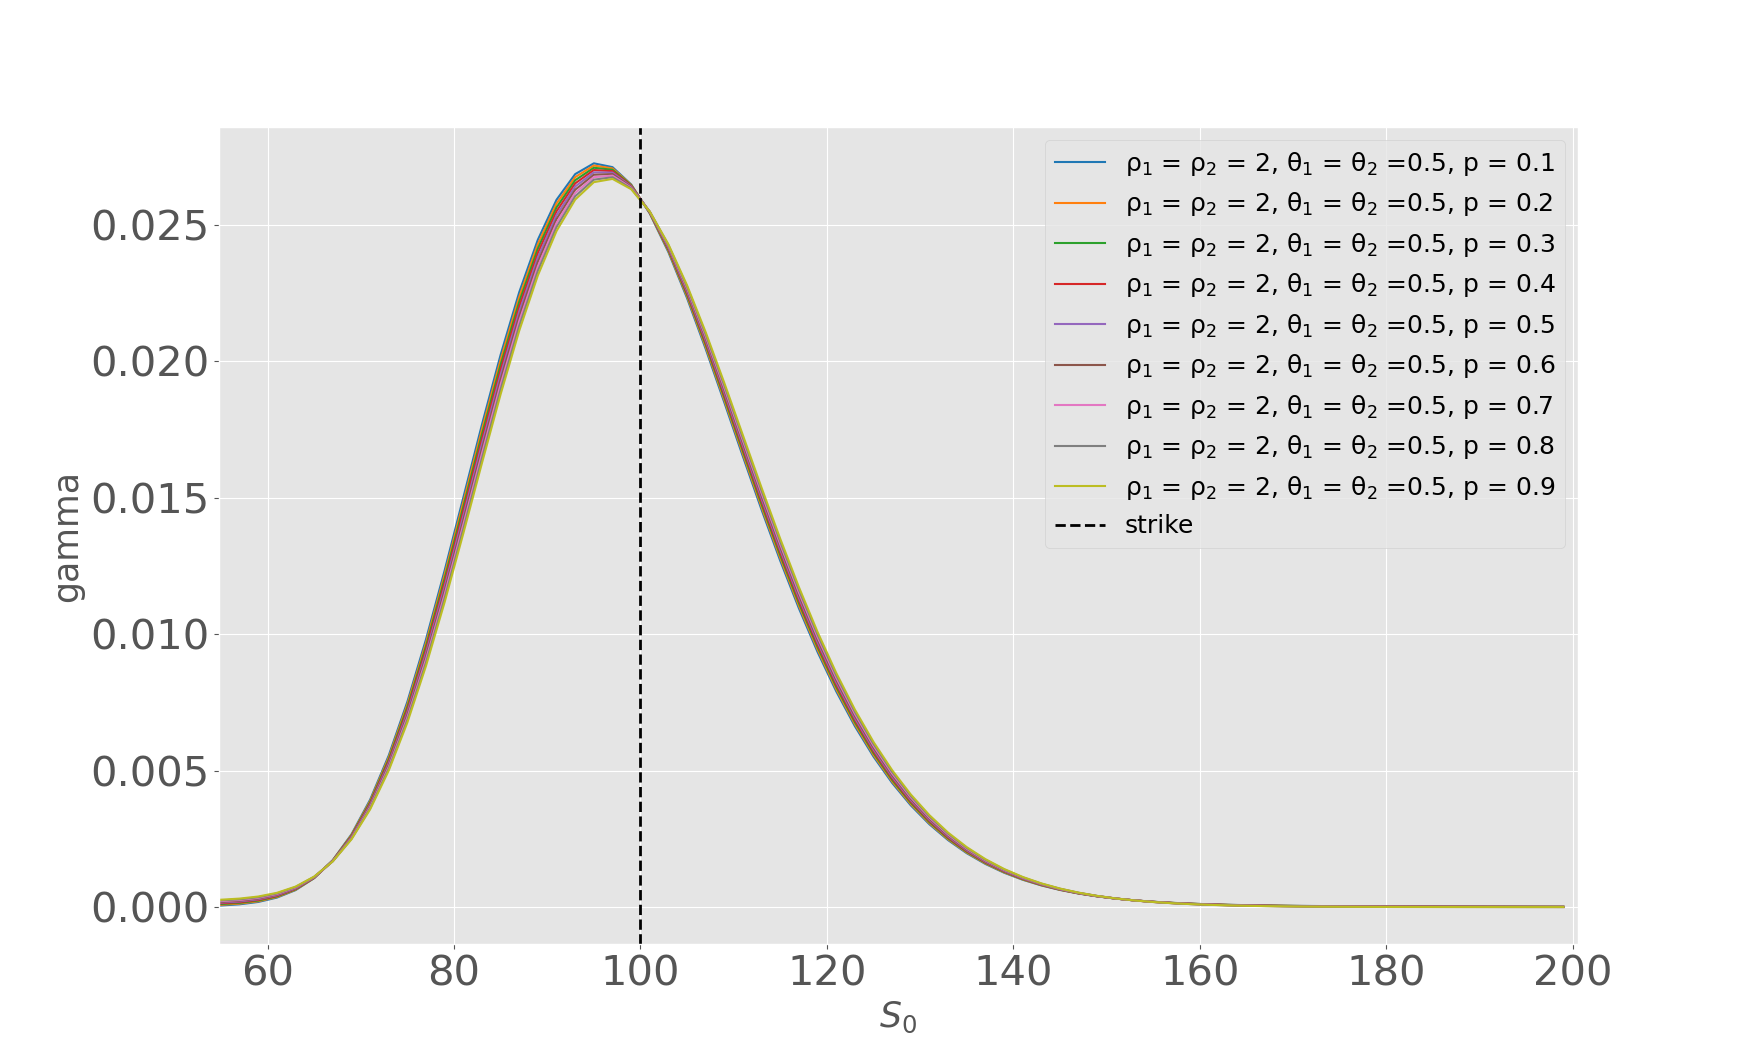 ρ₁ = ρ₂ = 2, θ₁ = θ₂ =0.5, p = 0.1
ρ₁ = ρ₂ = 2, θ₁ = θ₂ =0.5, p = 0.2
ρ₁ = ρ₂ = 2, θ₁ = θ₂ =0.5, p = 0.3
ρ₁ = ρ₂ = 2, θ₁ = θ₂ =0.5, p = 0.4
ρ₁ = ρ₂ = 2, θ₁ = θ₂ =0.5, p = 0.5
ρ₁ = ρ₂ = 2, θ₁ = θ₂ =0.5, p = 0.6
ρ₁ = ρ₂ = 2, θ₁ = θ₂ =0.5, p = 0.7
ρ₁ = ρ₂ = 2, θ₁ = θ₂ =0.5, p = 0.8
ρ₁ = ρ₂ = 2, θ₁ = θ₂ =0.5, p = 0.9
strike
gamma
0.025
0.020
0.015
0.010
0.005
0.000
60 80 100 120 140 160 180 200
S₀